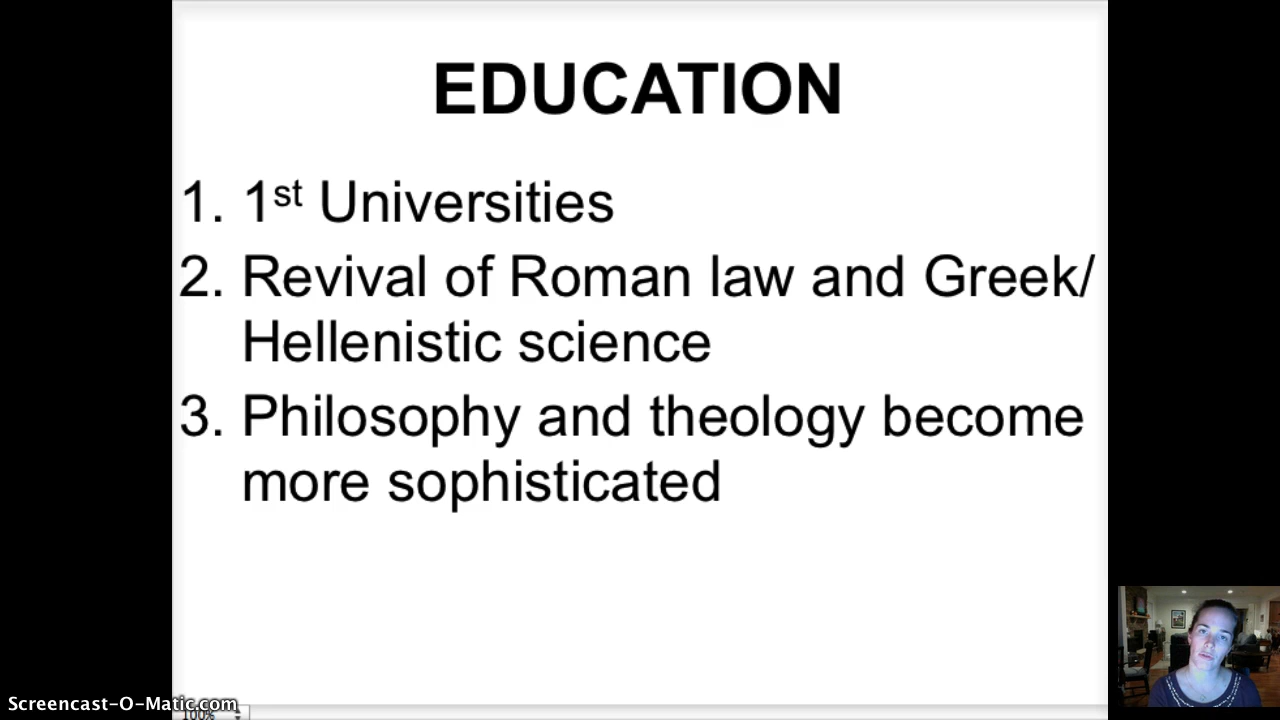 EDUCATION
1. 1st Universities
2. Revival of Roman law and Greek/
Hellenistic science
3. Philosophy and theology become
more sophisticated
Screencast-O-Matic.com
100%